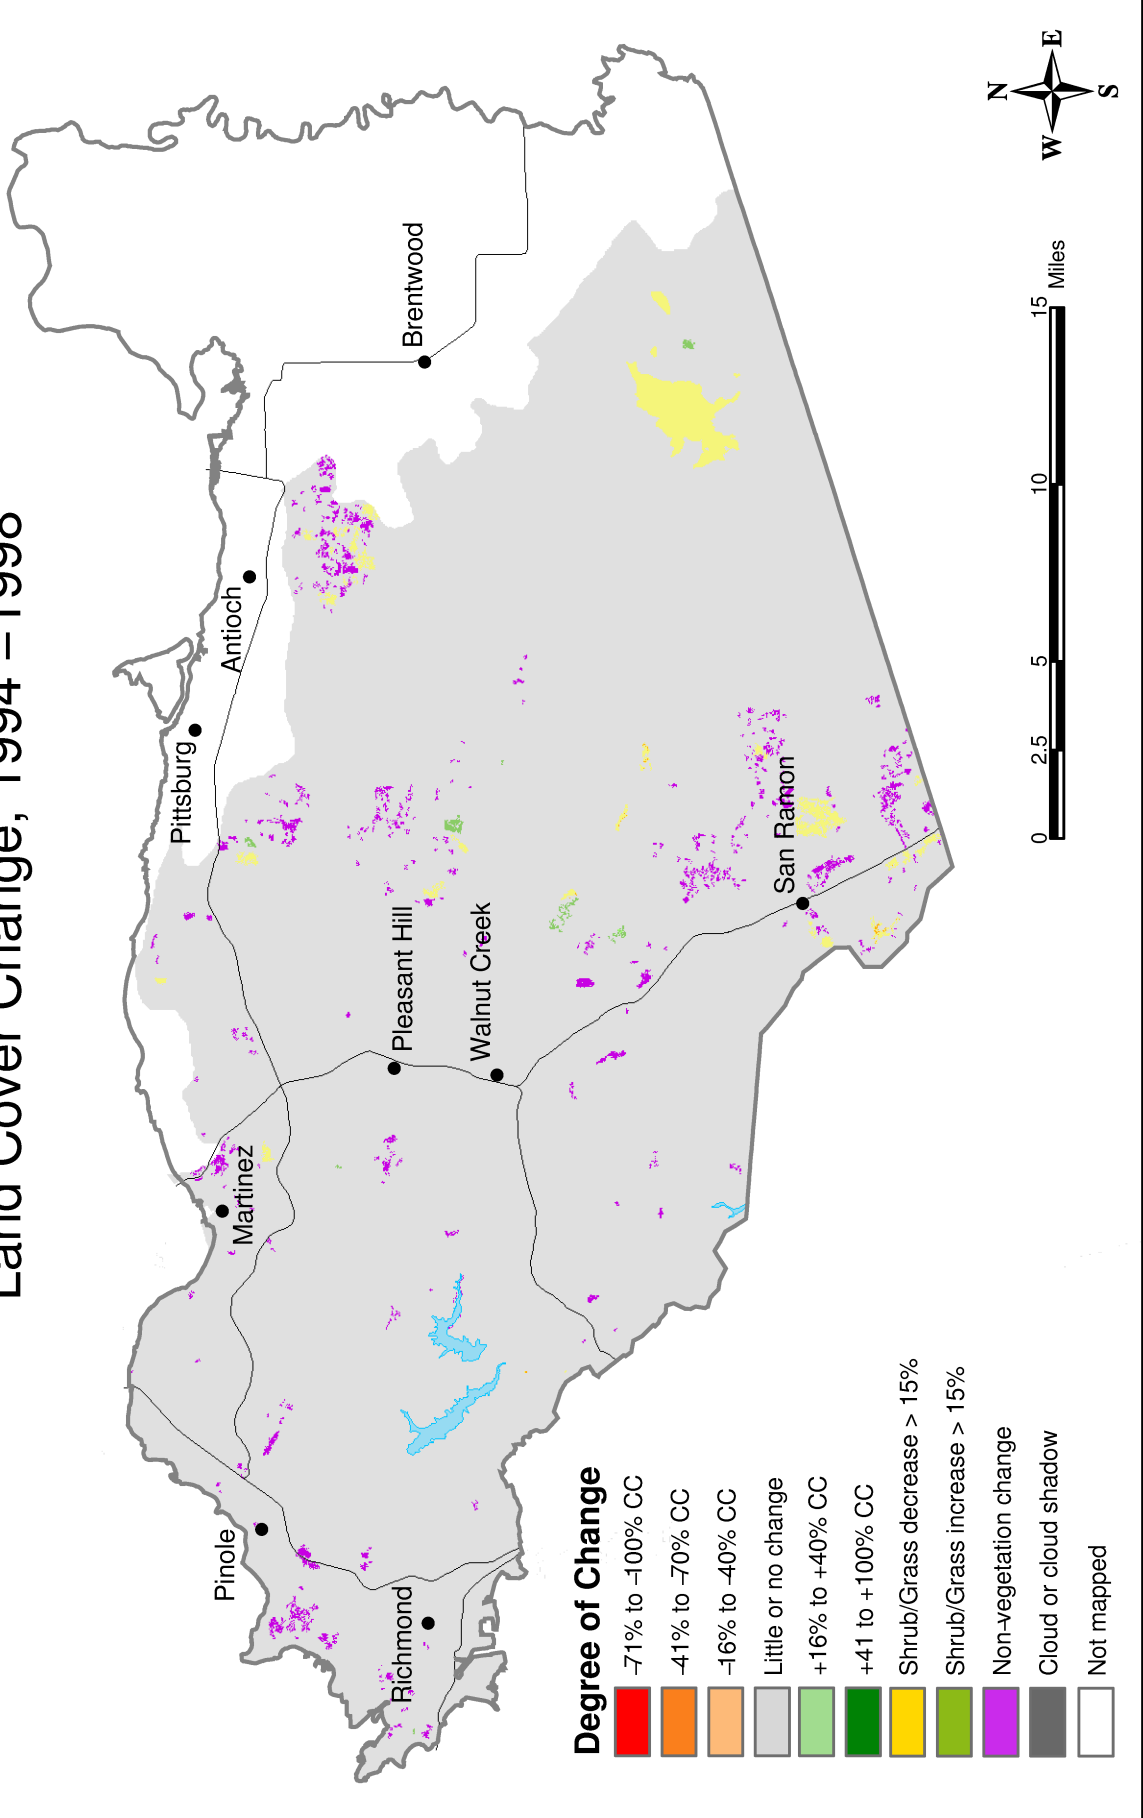 Land Cover Change, 1994 – 1998
Pittsburg
Antioch
Brentwood
Martinez
Pinole
Pleasant Hill
Walnut Creek
Richmond
San Ramon
Degree of Change
–71% to –100% CC
–41% to –70% CC
–16% to –40% CC
Little or no change
+16% to +40% CC
+41 to +100% CC
Shrub/Grass decrease > 15%
Shrub/Grass increase > 15%
Non–vegetation change
Cloud or cloud shadow
Not mapped
0 2.5 5 10 15
Miles
N
W E
S